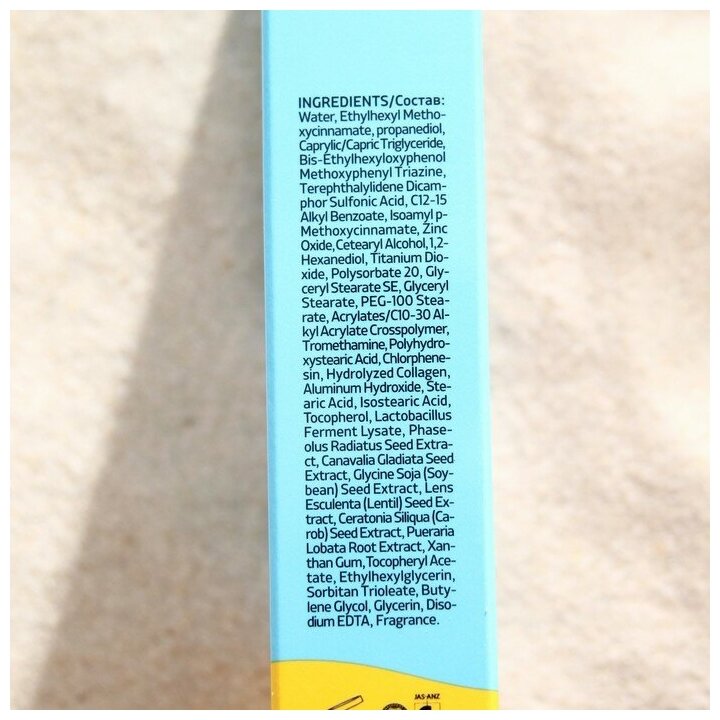 INGREDIENTS/Состав:
Water, Ethylhexyl Metho-
xycinnamate, propanediol,
Caprylic/Capric Triglyceride,
Bis-Ethylhexyloxyphenol
Methoxyphenyl Triazine,
Terephthalylidene Dicam-
phor Sulfonic Acid, C12-15
Alkyl Benzoate, Isoamyl p-
Methoxycinnamate, Zinc
Oxide, Cetearyl Alcohol, 1,2-
Hexanediol, Titanium Dio-
xide, Polysorbate 20, Gly-
ceryl Stearate SE, Glyceryl
Stearate, PEG-100 Stea-
rate, Acrylates/C10-30 Al-
kyl Acrylate Crosspolymer,
Tromethamine, Polyhydro-
xystearic Acid, Chlorphene-
sin, Hydrolyzed Collagen,
Aluminum Hydroxide, Ste-
aric Acid, Isostearic Acid,
Tocopherol, Lactobacillus
Ferment Lysate, Phase-
olus Radiatus Seed Extra-
ct, Canavalia Gladiata Seed
Extract, Glycine Soja (Soy-
bean) Seed Extract, Lens
Esculenta (Lentil) Seed Ex-
tract, Ceratonia Siliqua (Ca-
rob) Seed Extract, Pueraria
Lobata Root Extract, Xan-
than Gum, Tocopheryl Ace-
tate, Ethylhexylglycerin,
Sorbitan Trioleate, Buty-
lene Glycol, Glycerin, Diso-
dium EDTA, Fragrance.
JAS-ANZ